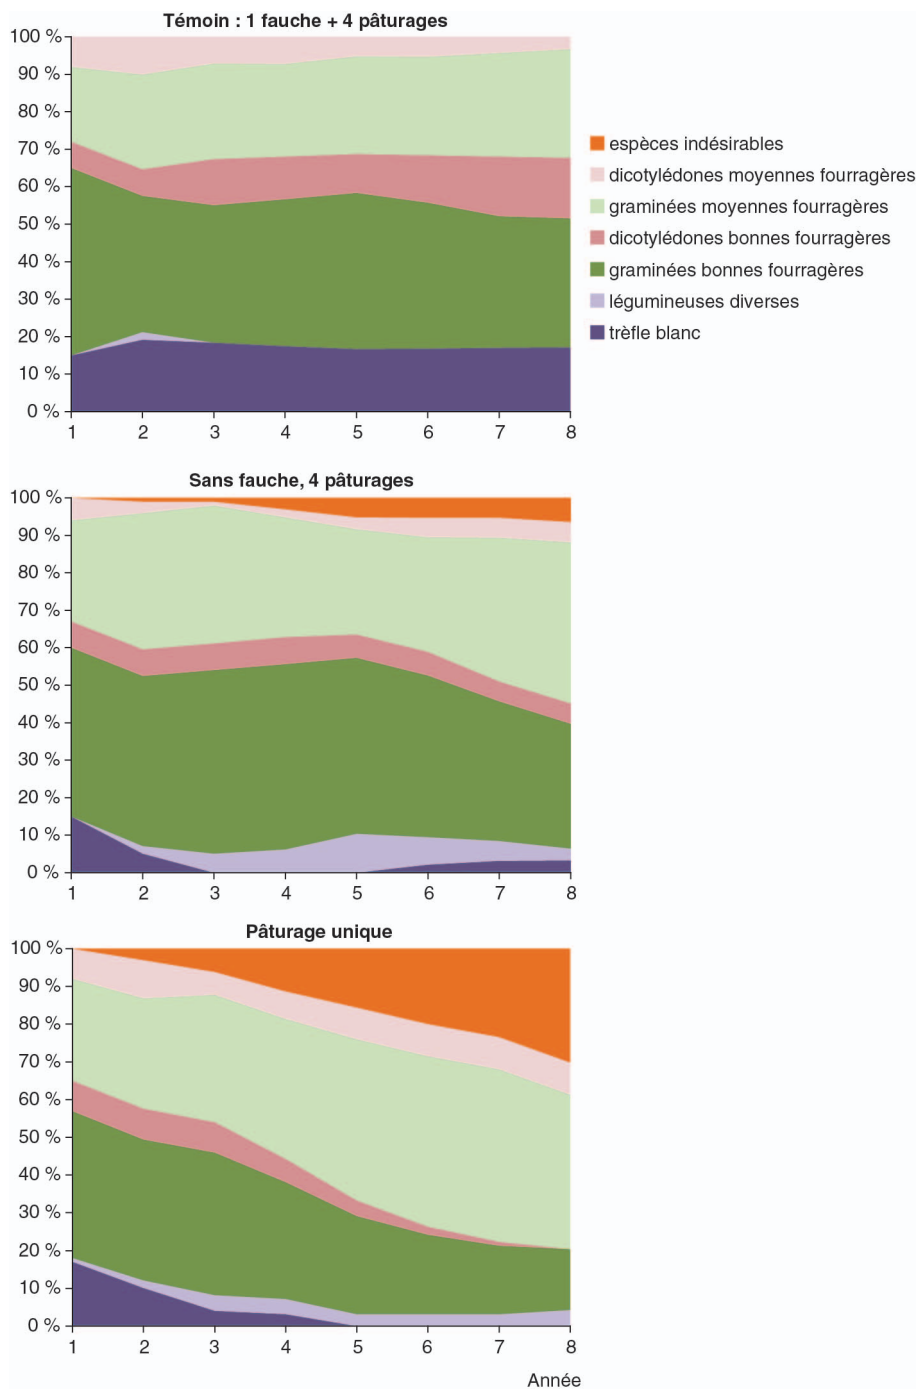 Témoin : 1 fauche + 4 pâturages
100 %
90 %
80 %
70 %
60 %
50 %
40 %
30 %
20 %
10 %
0 %
1 2 3 4 5 6 7 8
espèces indésirables
dicotylédones moyennes fourragères
graminées moyennes fourragères
dicotylédones bonnes fourragères
graminées bonnes fourragères
légumineuses diverses
trèfle blanc
Sans fauche, 4 pâturages
100 %
90 %
80 %
70 %
60 %
50 %
40 %
30 %
20 %
10 %
0 %
1 2 3 4 5 6 7 8
Pâturage unique
100 %
90 %
80 %
70 %
60 %
50 %
40 %
30 %
20 %
10 %
0 %
1 2 3 4 5 6 7 8
Année